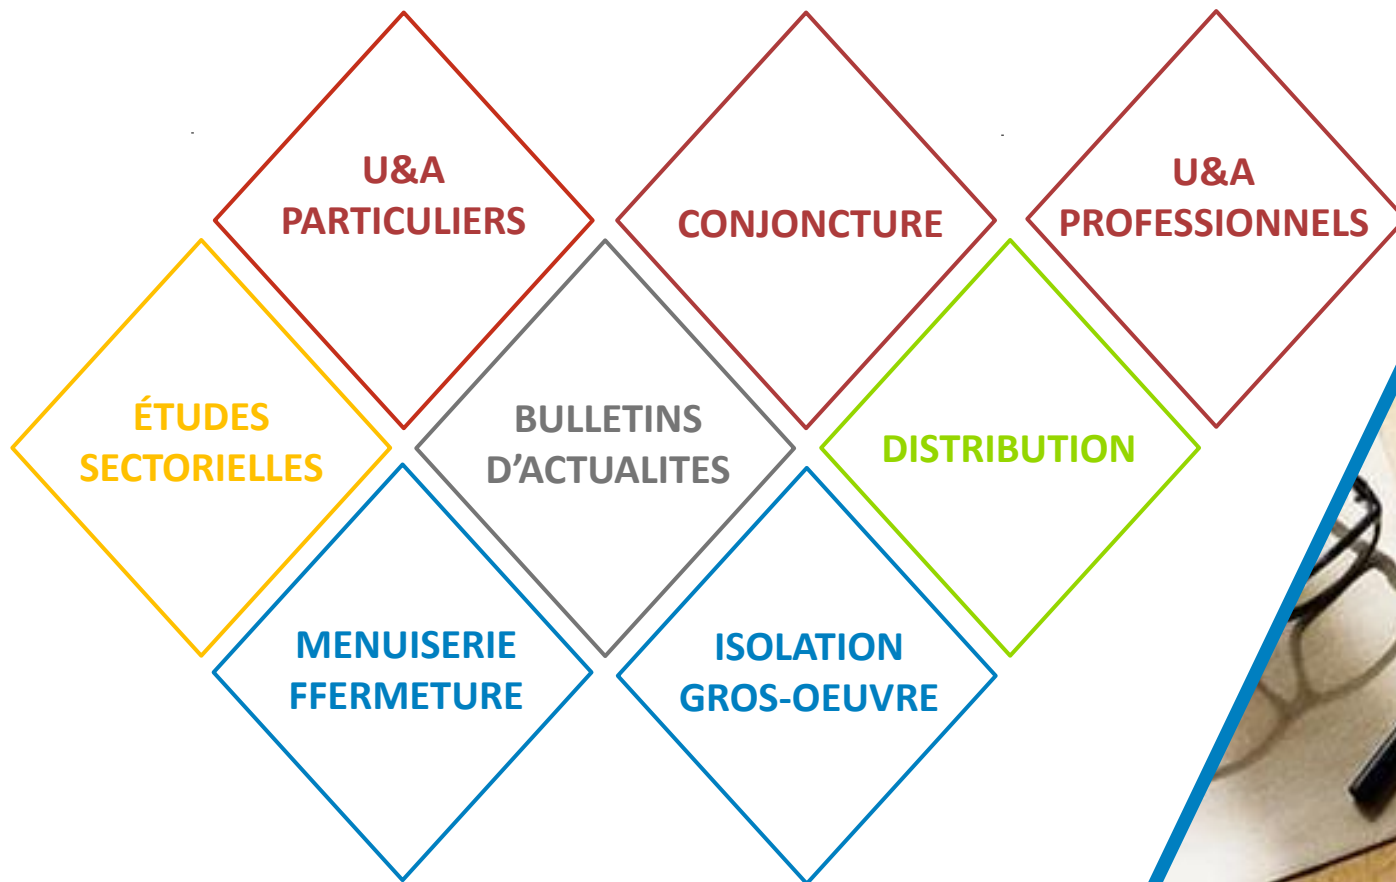 U&A
PARTICULIERS
CONJONCTURE
U&A
PROFESSIONNELS
ÉTUDES
SECTORIELLES
BULLETINS
D’ACTUALITES
DISTRIBUTION
MENUISERIE
FFERMETURE
ISOLATION
GROS-OEUVRE